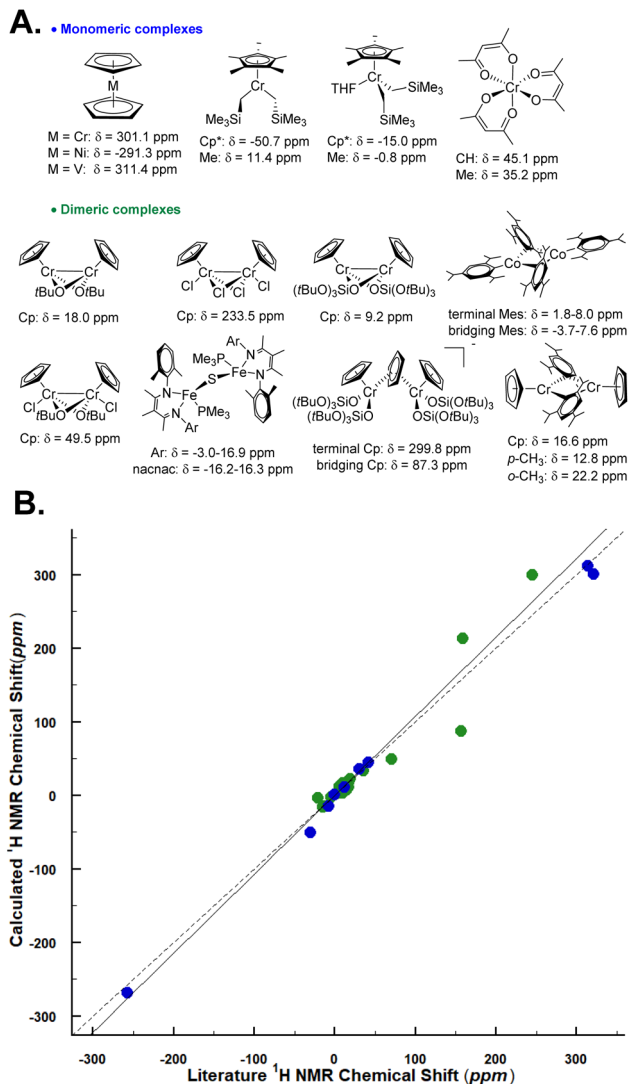 A.
• Monomeric complexes
M
Cr
Me₃Si
SiMe₃
THF
Cr
SiMe₃
SiMe₃
O
O
O
Cr
O
O
O
M = Cr: δ = 301.1 ppm
M = Ni: δ = -291.3 ppm
M = V: δ = 311.4 ppm
Cp*: δ = -50.7 ppm
Me: δ = 11.4 ppm
Cp*: δ = -15.0 ppm
Me: δ = -0.8 ppm
CH: δ = 45.1 ppm
Me: δ = 35.2 ppm
• Dimeric complexes
Cr Cr
tBuO OtBu
Cp: δ = 18.0 ppm
Cr Cr
Cl Cl Cl Cl
Cp: δ = 233.5 ppm
Cr Cr
(tBuO)₃SiO OSi(OtBu)₃
Cp: δ = 9.2 ppm
Co Co
terminal Mes: δ = 1.8-8.0 ppm
bridging Mes: δ = -3.7-7.6 ppm
Cr Cr
Cl Cl
tBuO OtBu
Cp: δ = 49.5 ppm
Ar
Me₃P N
N S Fe
Fe N
N PMe₃
Ar
Ar: δ = -3.0-16.9 ppm
nacnac: δ = -16.2-16.3 ppm
-
Cr Cr
(tBuO)₃SiO OSi(OtBu)₃
(tBuO)₃SiO OSi(OtBu)₃
terminal Cp: δ = 299.8 ppm
bridging Cp: δ = 87.3 ppm
Cr Cr
Cp: δ = 16.6 ppm
p-CH₃: δ = 12.8 ppm
o-CH₃: δ = 22.2 ppm
B.
Calculated ¹H NMR Chemical Shift(ppm)
300
200
100
0
-100
-200
-300
-300 -200 -100 0 100 200 300
Literature ¹H NMR Chemical Shift (ppm)